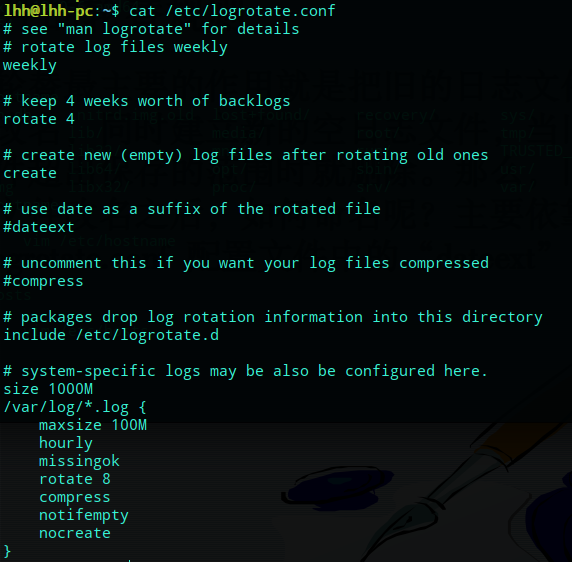 lhh@lhh-pc:~$ cat /etc/logrotate.conf
# see "man logrotate" for details
# rotate log files weekly
weekly

# keep 4 weeks worth of backlogs
rotate 4

# create new (empty) log files after rotating old ones
create

# use date as a suffix of the rotated file
#dateext

# uncomment this if you want your log files compressed
#compress

# packages drop log rotation information into this directory
include /etc/logrotate.d

# system-specific logs may be also be configured here.
size 1000M
/var/log/*.log {
    maxsize 100M
    hourly
    missingok
    rotate 8
    compress
    notifempty
    nocreate
}